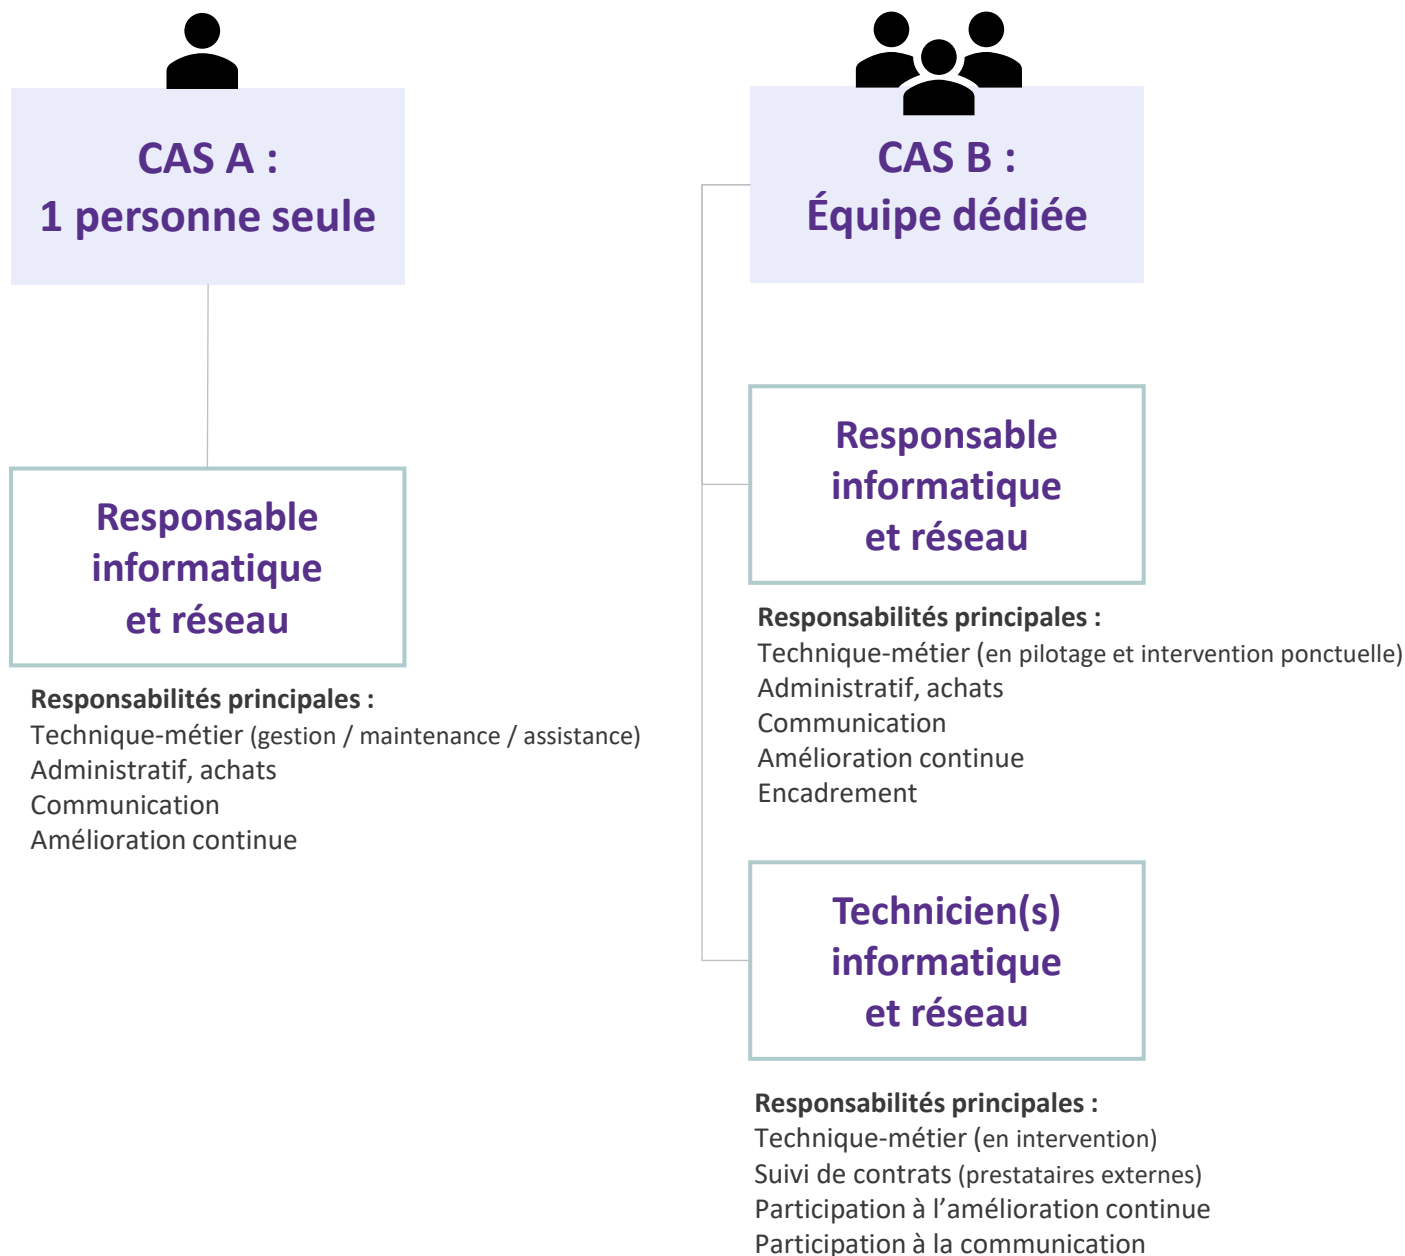 CAS A :
1 personne seule
Responsable
informatique
et réseau
Responsabilités principales :
Technique-métier (gestion / maintenance / assistance)
Administratif, achats
Communication
Amélioration continue
CAS B :
Équipe dédiée
Responsable
informatique
et réseau
Responsabilités principales :
Technique-métier (en pilotage et intervention ponctuelle)
Administratif, achats
Communication
Amélioration continue
Encadrement
Technicien(s)
informatique
et réseau
Responsabilités principales :
Technique-métier (en intervention)
Suivi de contrats (prestataires externes)
Participation à l’amélioration continue
Participation à la communication